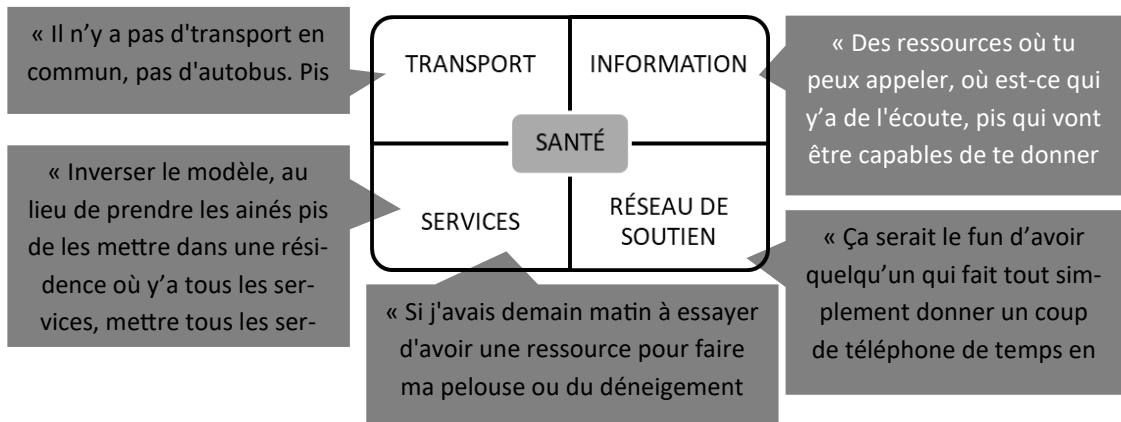 « Il n’y a pas d'transport en
commun, pas d'autobus. Pis
TRANSPORT
INFORMATION
« Des ressources où tu
peux appeler, où est-ce qui
y’a de l'écoute, pis qui vont
être capables de te donner
SANTÉ
« Inverser le modèle, au
lieu de prendre les ainés pis
de les mettre dans une rési-
dence où y’a tous les ser-
vices, mettre tous les ser-
SERVICES
RÉSEAU DE
SOUTIEN
« Ça serait le fun d’avoir
quelqu’un qui fait tout sim-
plement donner un coup
de téléphone de temps en
« Si j'avais demain matin à essayer
d'avoir une ressource pour faire
ma pelouse ou du déneigement